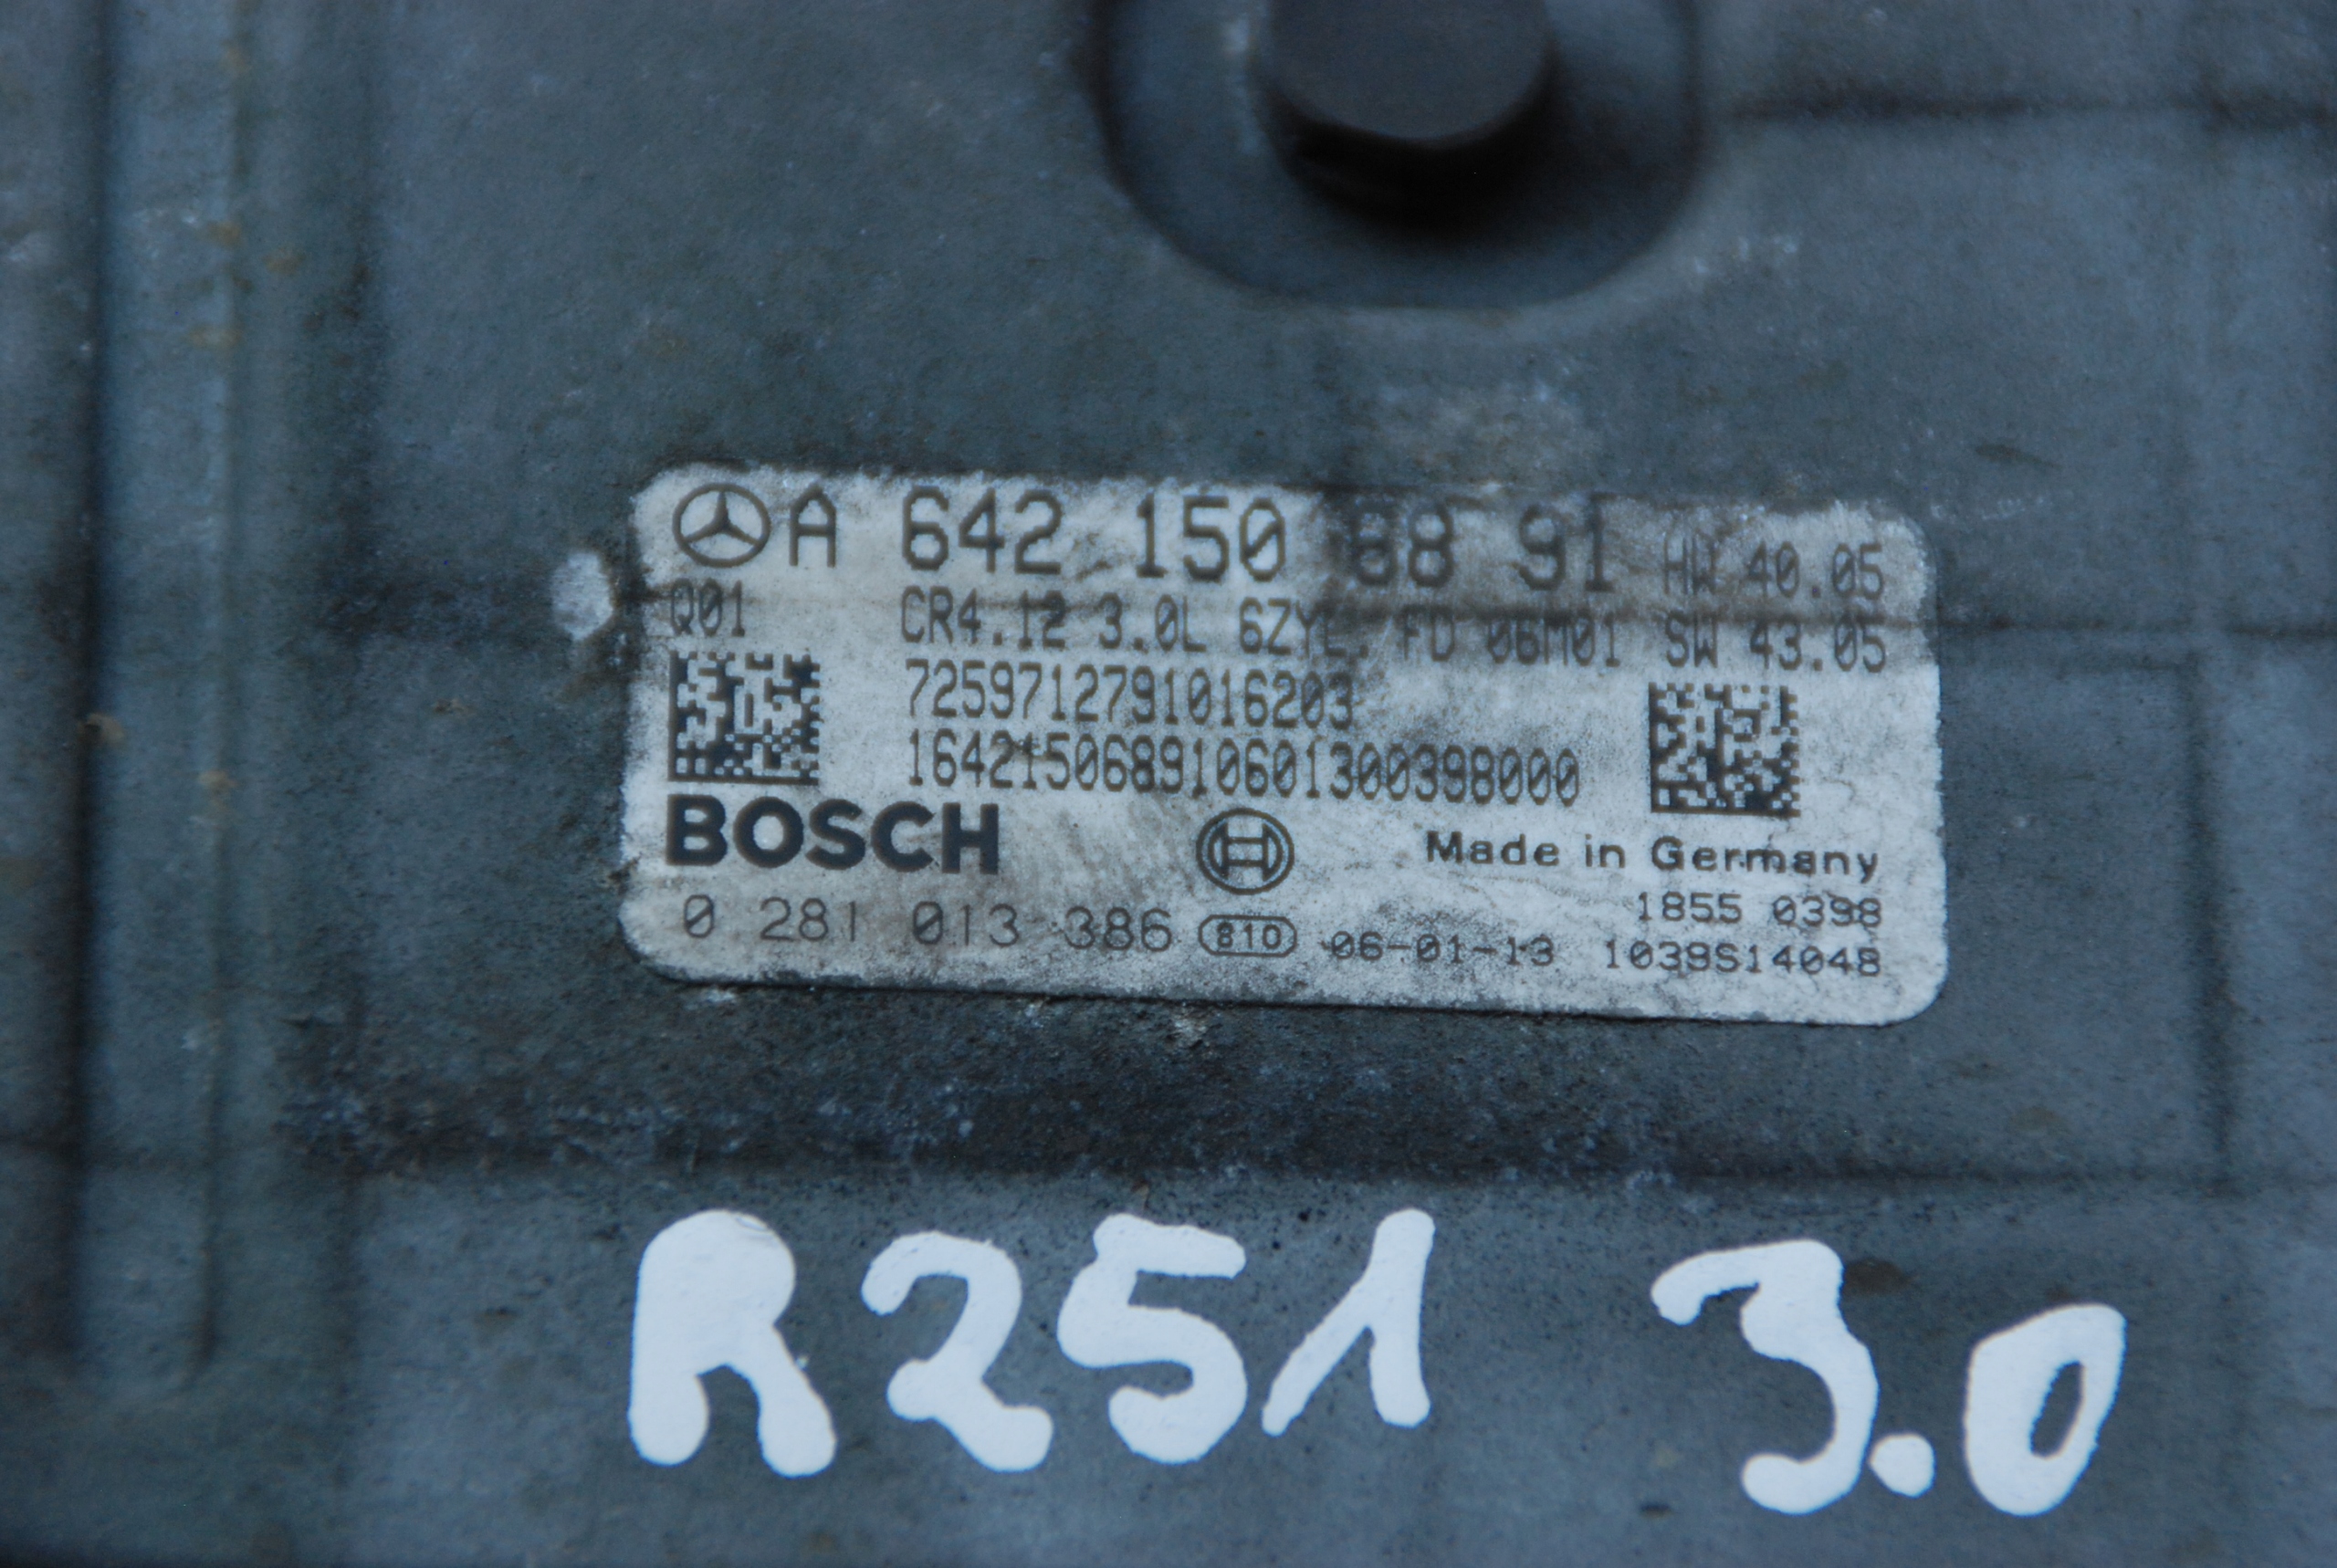 A 642 150 68 91 HW 40.05
Q01 CR4.12 3.0L 6ZYL. FD 06M01 SW 43.05
7259712791016203
164215068910601300398000
BOSCH
Made in Germany
1855 0398
0 281 013 386 810 06-01-13 1039S14048
R251 3.0